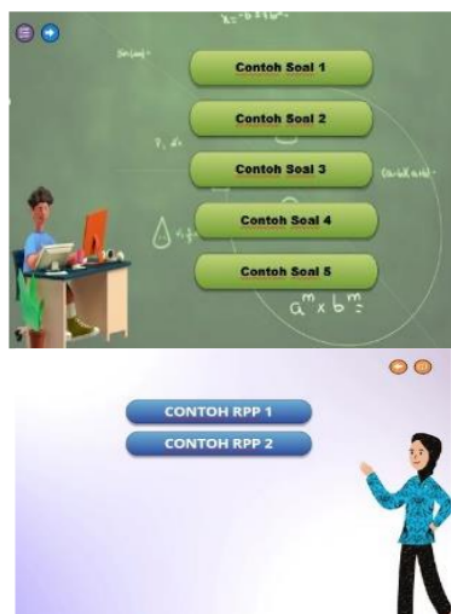 Contoh Soal 1
Contoh Soal 2
Contoh Soal 3
Contoh Soal 4
Contoh Soal 5
a^m x b^m =
CONTOH RPP 1
CONTOH RPP 2